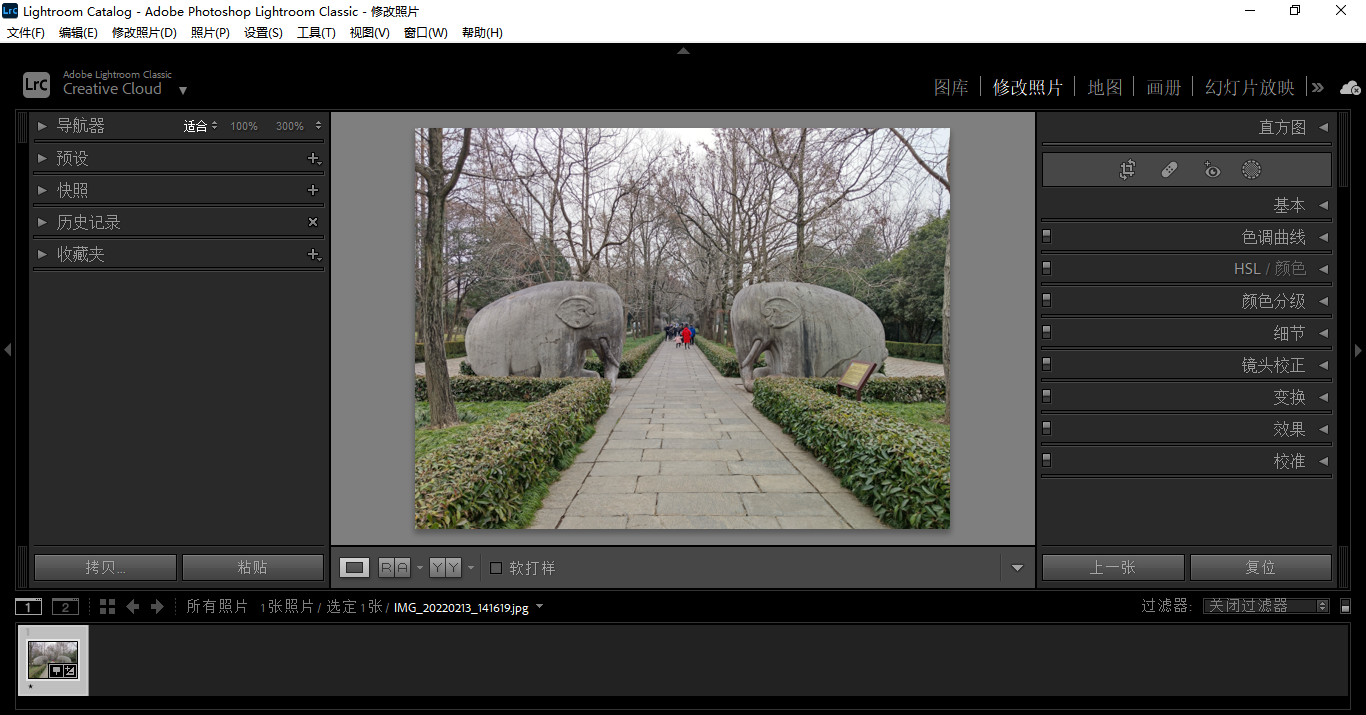 Lightroom Catalog - Adobe Photoshop Lightroom Classic - 修改照片
文件(F) 编辑(E) 修改照片(D) 照片(P) 设置(S) 工具(T) 视图(V) 窗口(W) 帮助(H)
LrC Adobe Lightroom Classic
Creative Cloud
图库 修改照片 地图 画册 幻灯片放映
导航器 适合 100% 300%
预设
快照
历史记录
收藏夹
拷贝... 粘贴
直方图
基本
色调曲线
HSL / 颜色
颜色分级
细节
镜头校正
变换
效果
校准
RA YY 软打样
上一张 复位
1 2 所有照片 1张照片 / 选定 1张 / IMG_20220213_141619.jpg
过滤器: 关闭过滤器